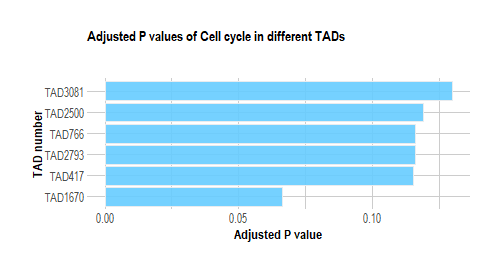 Adjusted P values of Cell cycle in different TADs
TAD number
TAD3081
TAD2500
TAD766
TAD2793
TAD417
TAD1670
0.00 0.05 0.10
Adjusted P value